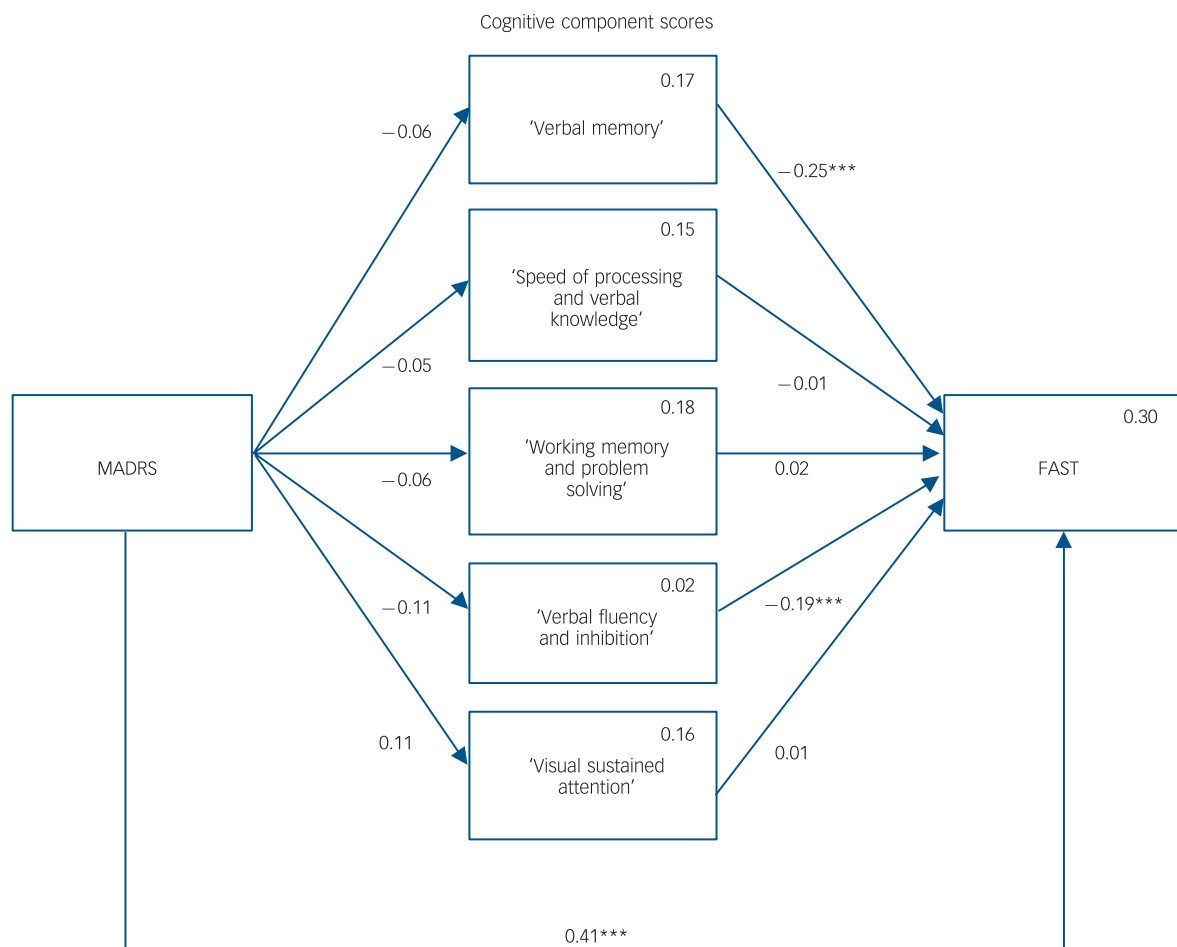 Cognitive component scores
0.17
−0.06
‘Verbal memory’
−0.25***
0.15
‘Speed of processing
and verbal
knowledge’
−0.05
−0.01
0.18
0.30
‘Working memory
and problem
solving’
MADRS
FAST
−0.06
0.02
0.02
−0.11
−0.19***
‘Verbal fluency
and inhibition’
0.16
0.11
0.01
‘Visual sustained
attention’
0.41***